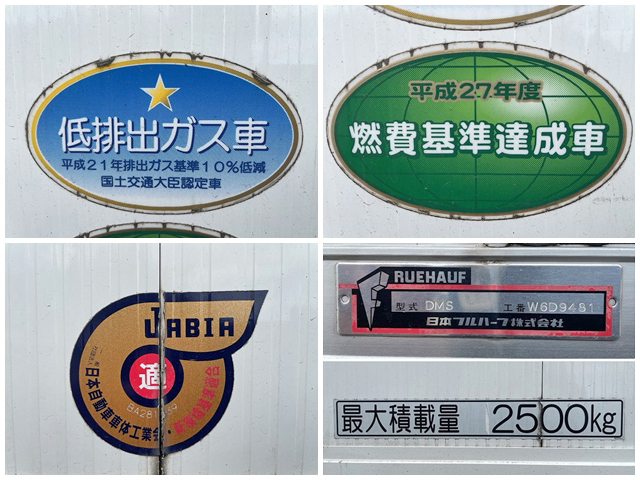 低排出ガス車
平成21年排出ガス基準10%低減
国土交通大臣認定車
平成27年度
燃費基準達成車
JABIA
適
日本自動車車体工業会
RUEHAUF
型式 DMS 工番 W6D9481
日本フルハーフ株式会社
最大積載量 2500kg